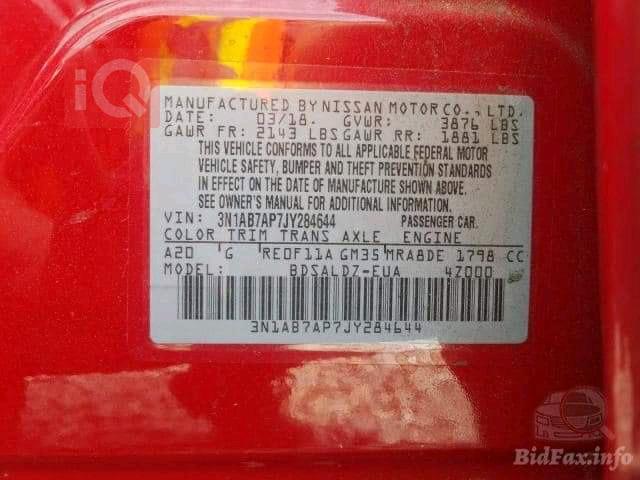 iQ
MANUFACTURED BY NISSAN MOTOR CO., LTD.
DATE: 03/18. GVWR: 3876 LBS
GAWR FR: 2143 LBS GAWR RR: 1881 LBS
THIS VEHICLE CONFORMS TO ALL APPLICABLE FEDERAL MOTOR
VEHICLE SAFETY, BUMPER AND THEFT PREVENTION STANDARDS
IN EFFECT ON THE DATE OF MANUFACTURE SHOWN ABOVE.
SEE OWNER'S MANUAL FOR ADDITIONAL INFORMATION.
VIN: 3N1AB7AP7JY284644 PASSENGER CAR.
COLOR TRIM TRANS AXLE ENGINE
A20 G RE0F11A GM35 MRA8DE 1798 CC
MODEL: BDSALDZ-EUA 4Z000
3N1AB7AP7JY284644
BidFax.info